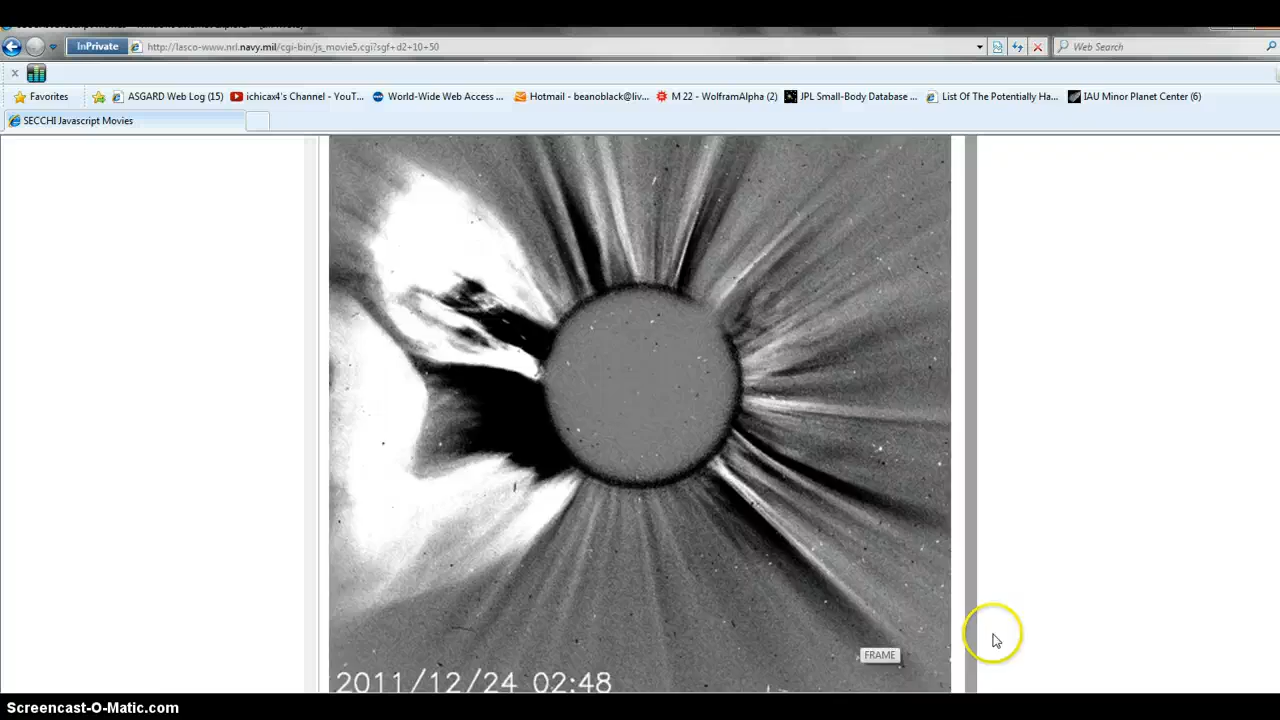 InPrivate http://lasco-www.nrl.navy.mil/cgi-bin/js_movie5.cgi?sgf+d2+10+50 Web Search
x
Favorites ASGARD Web Log (15) ichicax4's Channel - YouT... World-Wide Web Access ... Hotmail - beanoblack@liv... M 22 - WolframAlpha (2) JPL Small-Body Database ... List Of The Potentially Ha... IAU Minor Planet Center (6)
SECCHI Javascript Movies
FRAME
2011/12/24 02:48
Screencast-O-Matic.com